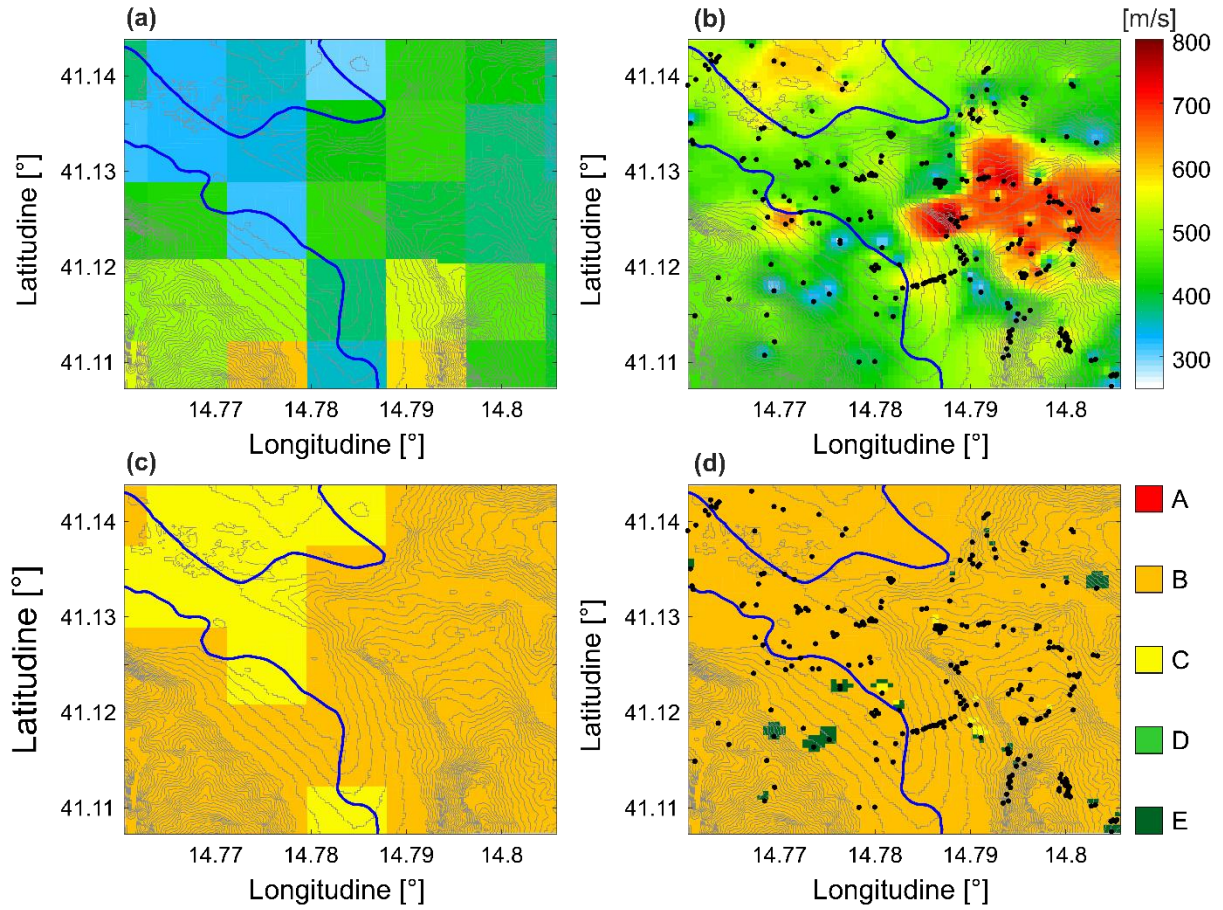 (a)
(b)
[m/s]
41.14
41.13
41.12
41.11
Latitudine [°]
14.77
14.78
14.79
14.8
Longitudine [°]
41.14
41.13
41.12
41.11
Latitudine [°]
14.77
14.78
14.79
14.8
Longitudine [°]
800
700
600
500
400
300
(c)
(d)
41.14
41.13
41.12
41.11
Latitudine [°]
14.77
14.78
14.79
14.8
Longitudine [°]
41.14
41.13
41.12
41.11
Latitudine [°]
14.77
14.78
14.79
14.8
Longitudine [°]
A
B
C
D
E